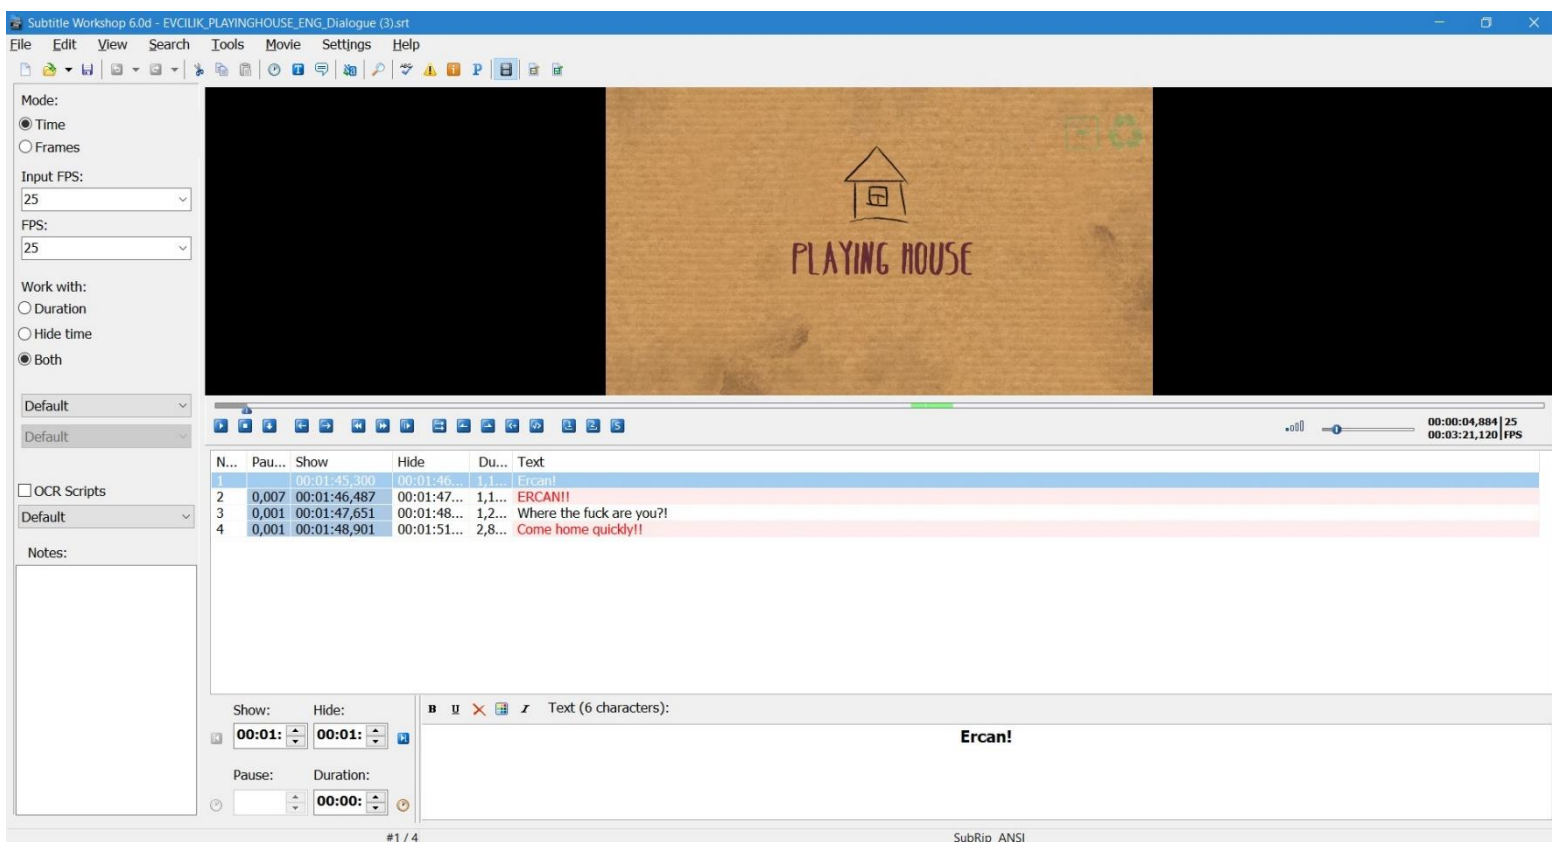 Subtitle Workshop 6.0d - EVCILIK_PLAYINGHOUSE_ENG_Dialogue (3).srt
File Edit View Search Tools Movie Settings Help
Mode:
Time
Frames
Input FPS:
25
FPS:
25
Work with:
Duration
Hide time
Both
Default
Default
OCR Scripts
Default
Notes:
PLAYING HOUSE
00:00:04,884 25
00:03:21,120 FPS
N... Pau... Show Hide Du... Text
1 00:01:45,300 00:01:46... 1,1... Ercan!
2 0,007 00:01:46,487 00:01:47... 1,1... ERCAN!!
3 0,001 00:01:47,651 00:01:48... 1,2... Where the fuck are you?!
4 0,001 00:01:48,901 00:01:51... 2,8... Come home quickly!!
Show: Hide:
00:01: 00:01:
Pause: Duration:
00:00:
B U I Text (6 characters):
Ercan!
#1 / 4
SubRip ANSI